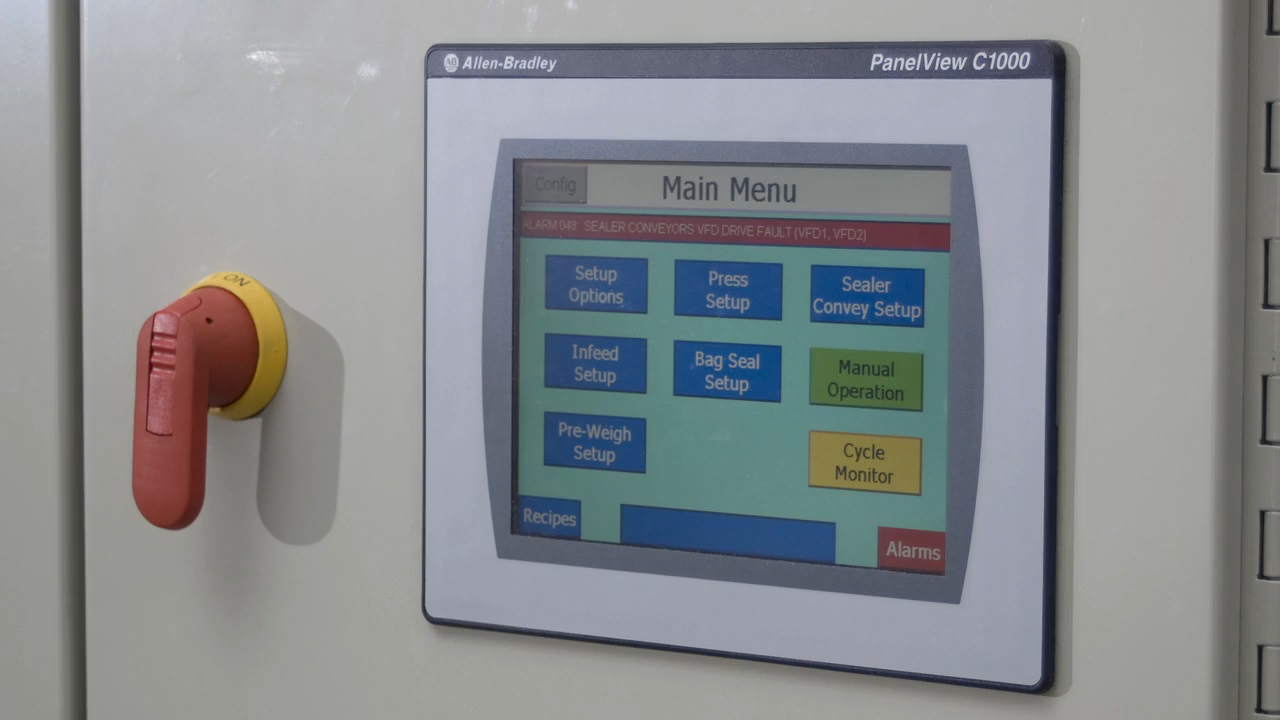 Allen-Bradley
PanelView C1000
Config
Main Menu
ALARM 048: SEALER CONVEYORS VFD DRIVE FAULT (VFD1, VFD2)
Setup
Options
Press
Setup
Sealer
Convey Setup
Infeed
Setup
Bag Seal
Setup
Manual
Operation
Pre-Weigh
Setup
Cycle
Monitor
Recipes
Alarms
ON